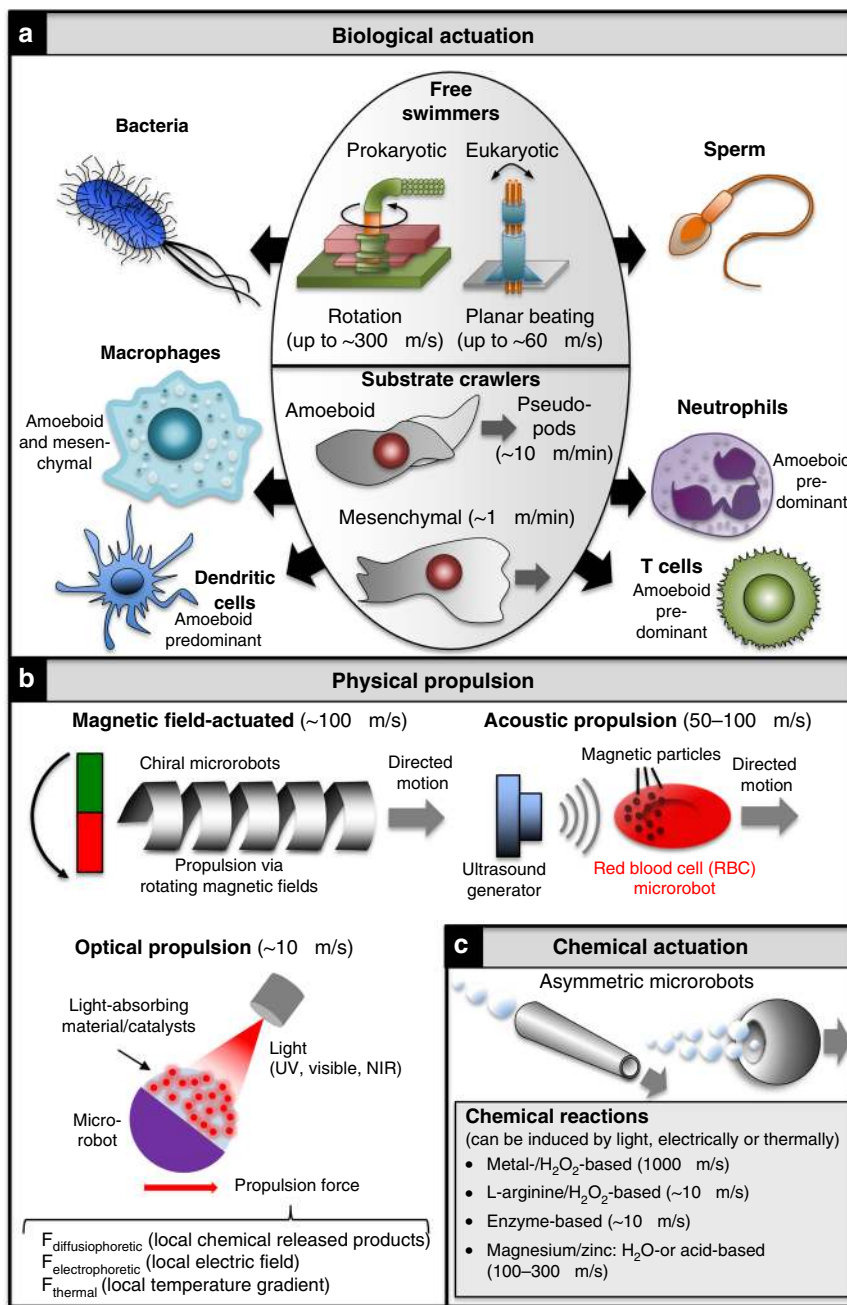 a
Biological actuation
Free
swimmers
Bacteria
Prokaryotic
Eukaryotic
Sperm
Rotation
(up to ~300 m/s)
Planar beating
(up to ~60 m/s)
Macrophages
Amoeboid
and mesen-
chymal
Substrate crawlers
Amoeboid
Pseudo-
pods
(~10 m/min)
Neutrophils
Amoeboid
pre-
dominant
Mesenchymal (~1 m/min)
Dendritic
cells
Amoeboid
predominant
T cells
Amoeboid
pre-
dominant
b
Physical propulsion
Magnetic field-actuated (~100 m/s)
Chiral microrobots
Directed
motion
Propulsion via
rotating magnetic fields
Acoustic propulsion (50–100 m/s)
Magnetic particles
Directed
motion
Ultrasound
generator
Red blood cell (RBC)
microrobot
Optical propulsion (~10 m/s)
Light-absorbing
material/catalysts
Light
(UV, visible, NIR)
Micro-
robot
Propulsion force
F diffusiophoretic (local chemical released products)
F electrophoretic (local electric field)
F thermal (local temperature gradient)
c
Chemical actuation
Asymmetric microrobots
Chemical reactions
(can be induced by light, electrically or thermally)
• Metal-/H₂O₂-based (1000 m/s)
• L-arginine/H₂O₂-based (~10 m/s)
• Enzyme-based (~10 m/s)
• Magnesium/zinc: H₂O-or acid-based
(100–300 m/s)